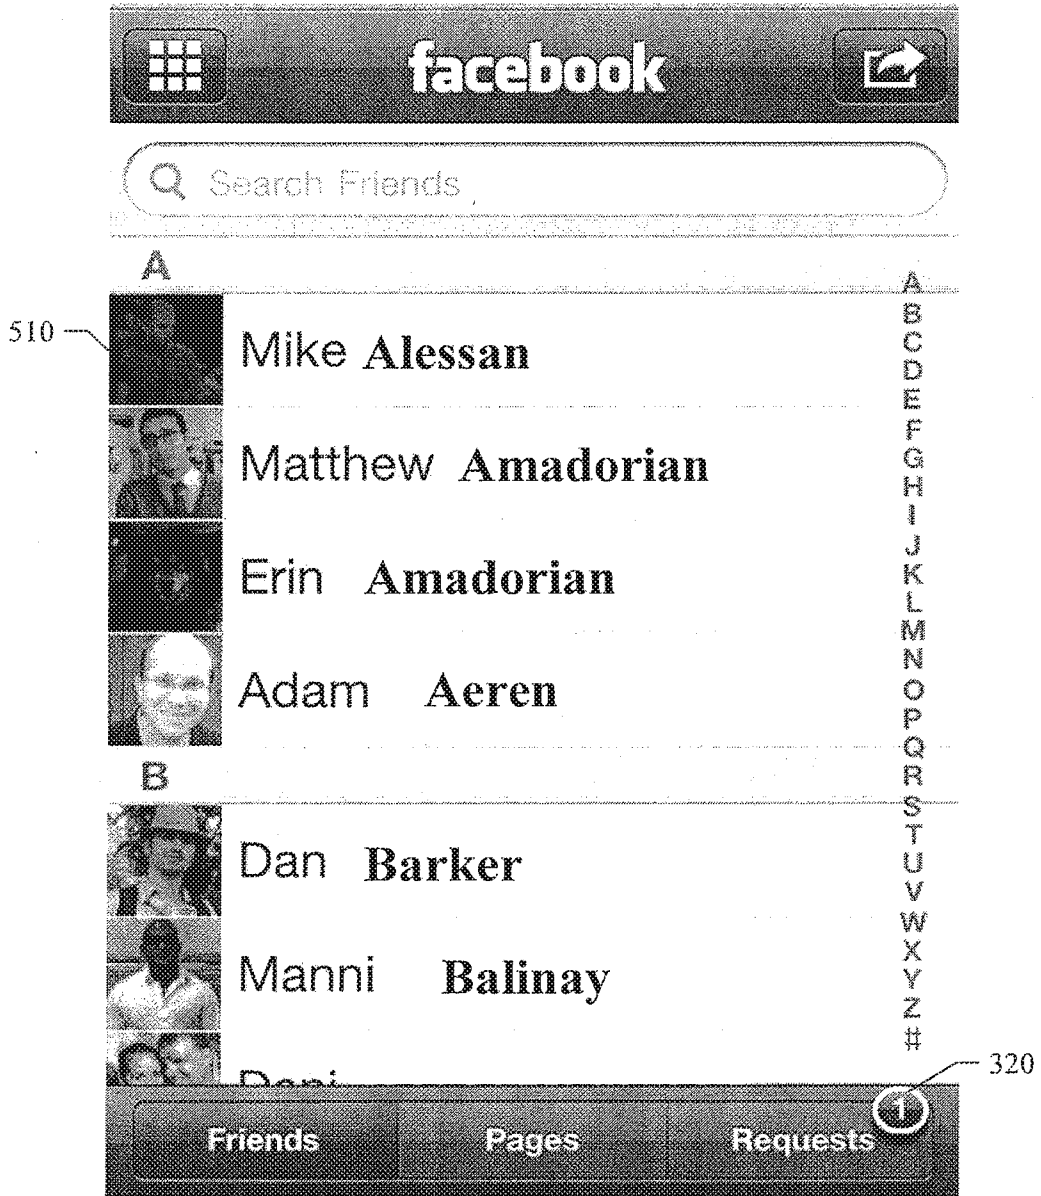 facebook
Search Friends
A
510
Mike Alessan
Matthew Amadorian
Erin Amadorian
Adam Aeren
B
Dan Barker
Manni Balinay
A
B
C
D
E
F
G
H
I
J
K
L
M
N
O
P
Q
R
S
T
U
V
W
X
Y
Z
#
320
1
Friends Pages Requests